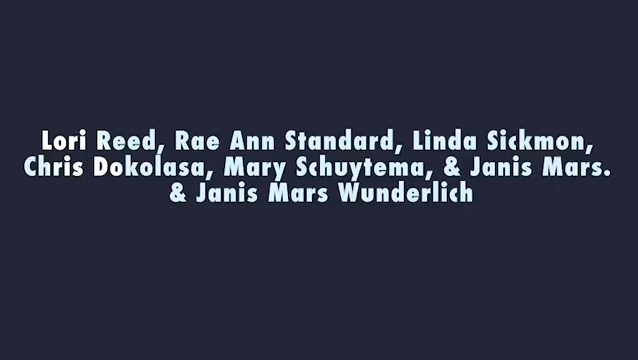 Lori Reed, Rae Ann Standard, Linda Sickmon,
Chris Dokolasa, Mary Schuytema, & Janis Mars.
& Janis Mars Wunderlich